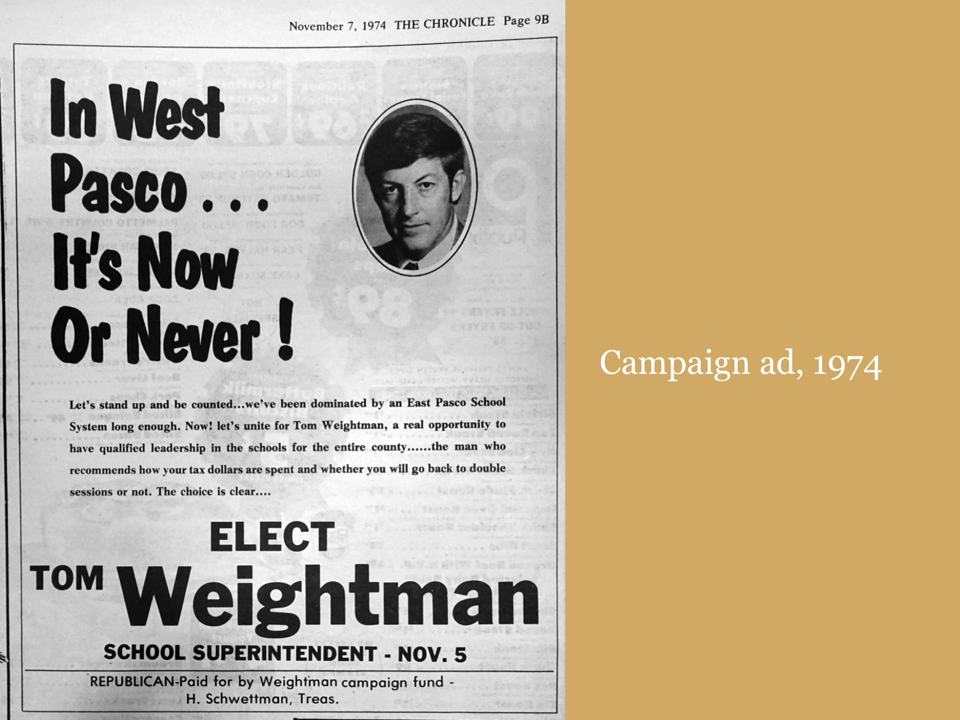 November 7, 1974 THE CHRONICLE Page 9B
In West
Pasco . . .
It's Now
Or Never !
Let's stand up and be counted...we've been dominated by an East Pasco School
System long enough. Now! let's unite for Tom Weightman, a real opportunity to
have qualified leadership in the schools for the entire county......the man who
recommends how your tax dollars are spent and whether you will go back to double
sessions or not. The choice is clear....
ELECT
TOM Weightman
SCHOOL SUPERINTENDENT - NOV. 5
REPUBLICAN-Paid for by Weightman campaign fund -
H. Schwettman, Treas.
Campaign ad, 1974